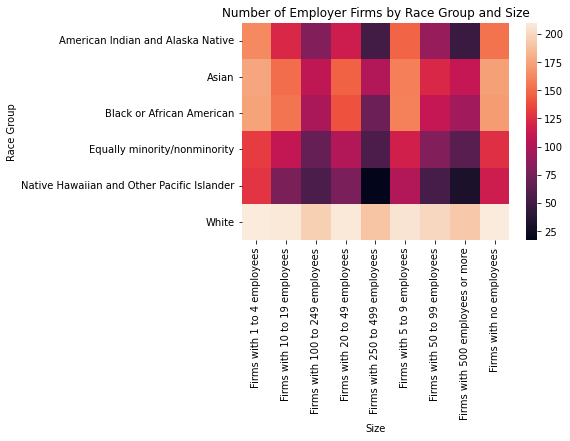 Number of Employer Firms by Race Group and Size
Race Group
American Indian and Alaska Native
Asian
Black or African American
Equally minority/nonminority
Native Hawaiian and Other Pacific Islander
White
Firms with 1 to 4 employees
Firms with 10 to 19 employees
Firms with 100 to 249 employees
Firms with 20 to 49 employees
Firms with 250 to 499 employees
Firms with 5 to 9 employees
Firms with 50 to 99 employees
Firms with 500 employees or more
Firms with no employees
Size
200
175
150
125
100
75
50
25